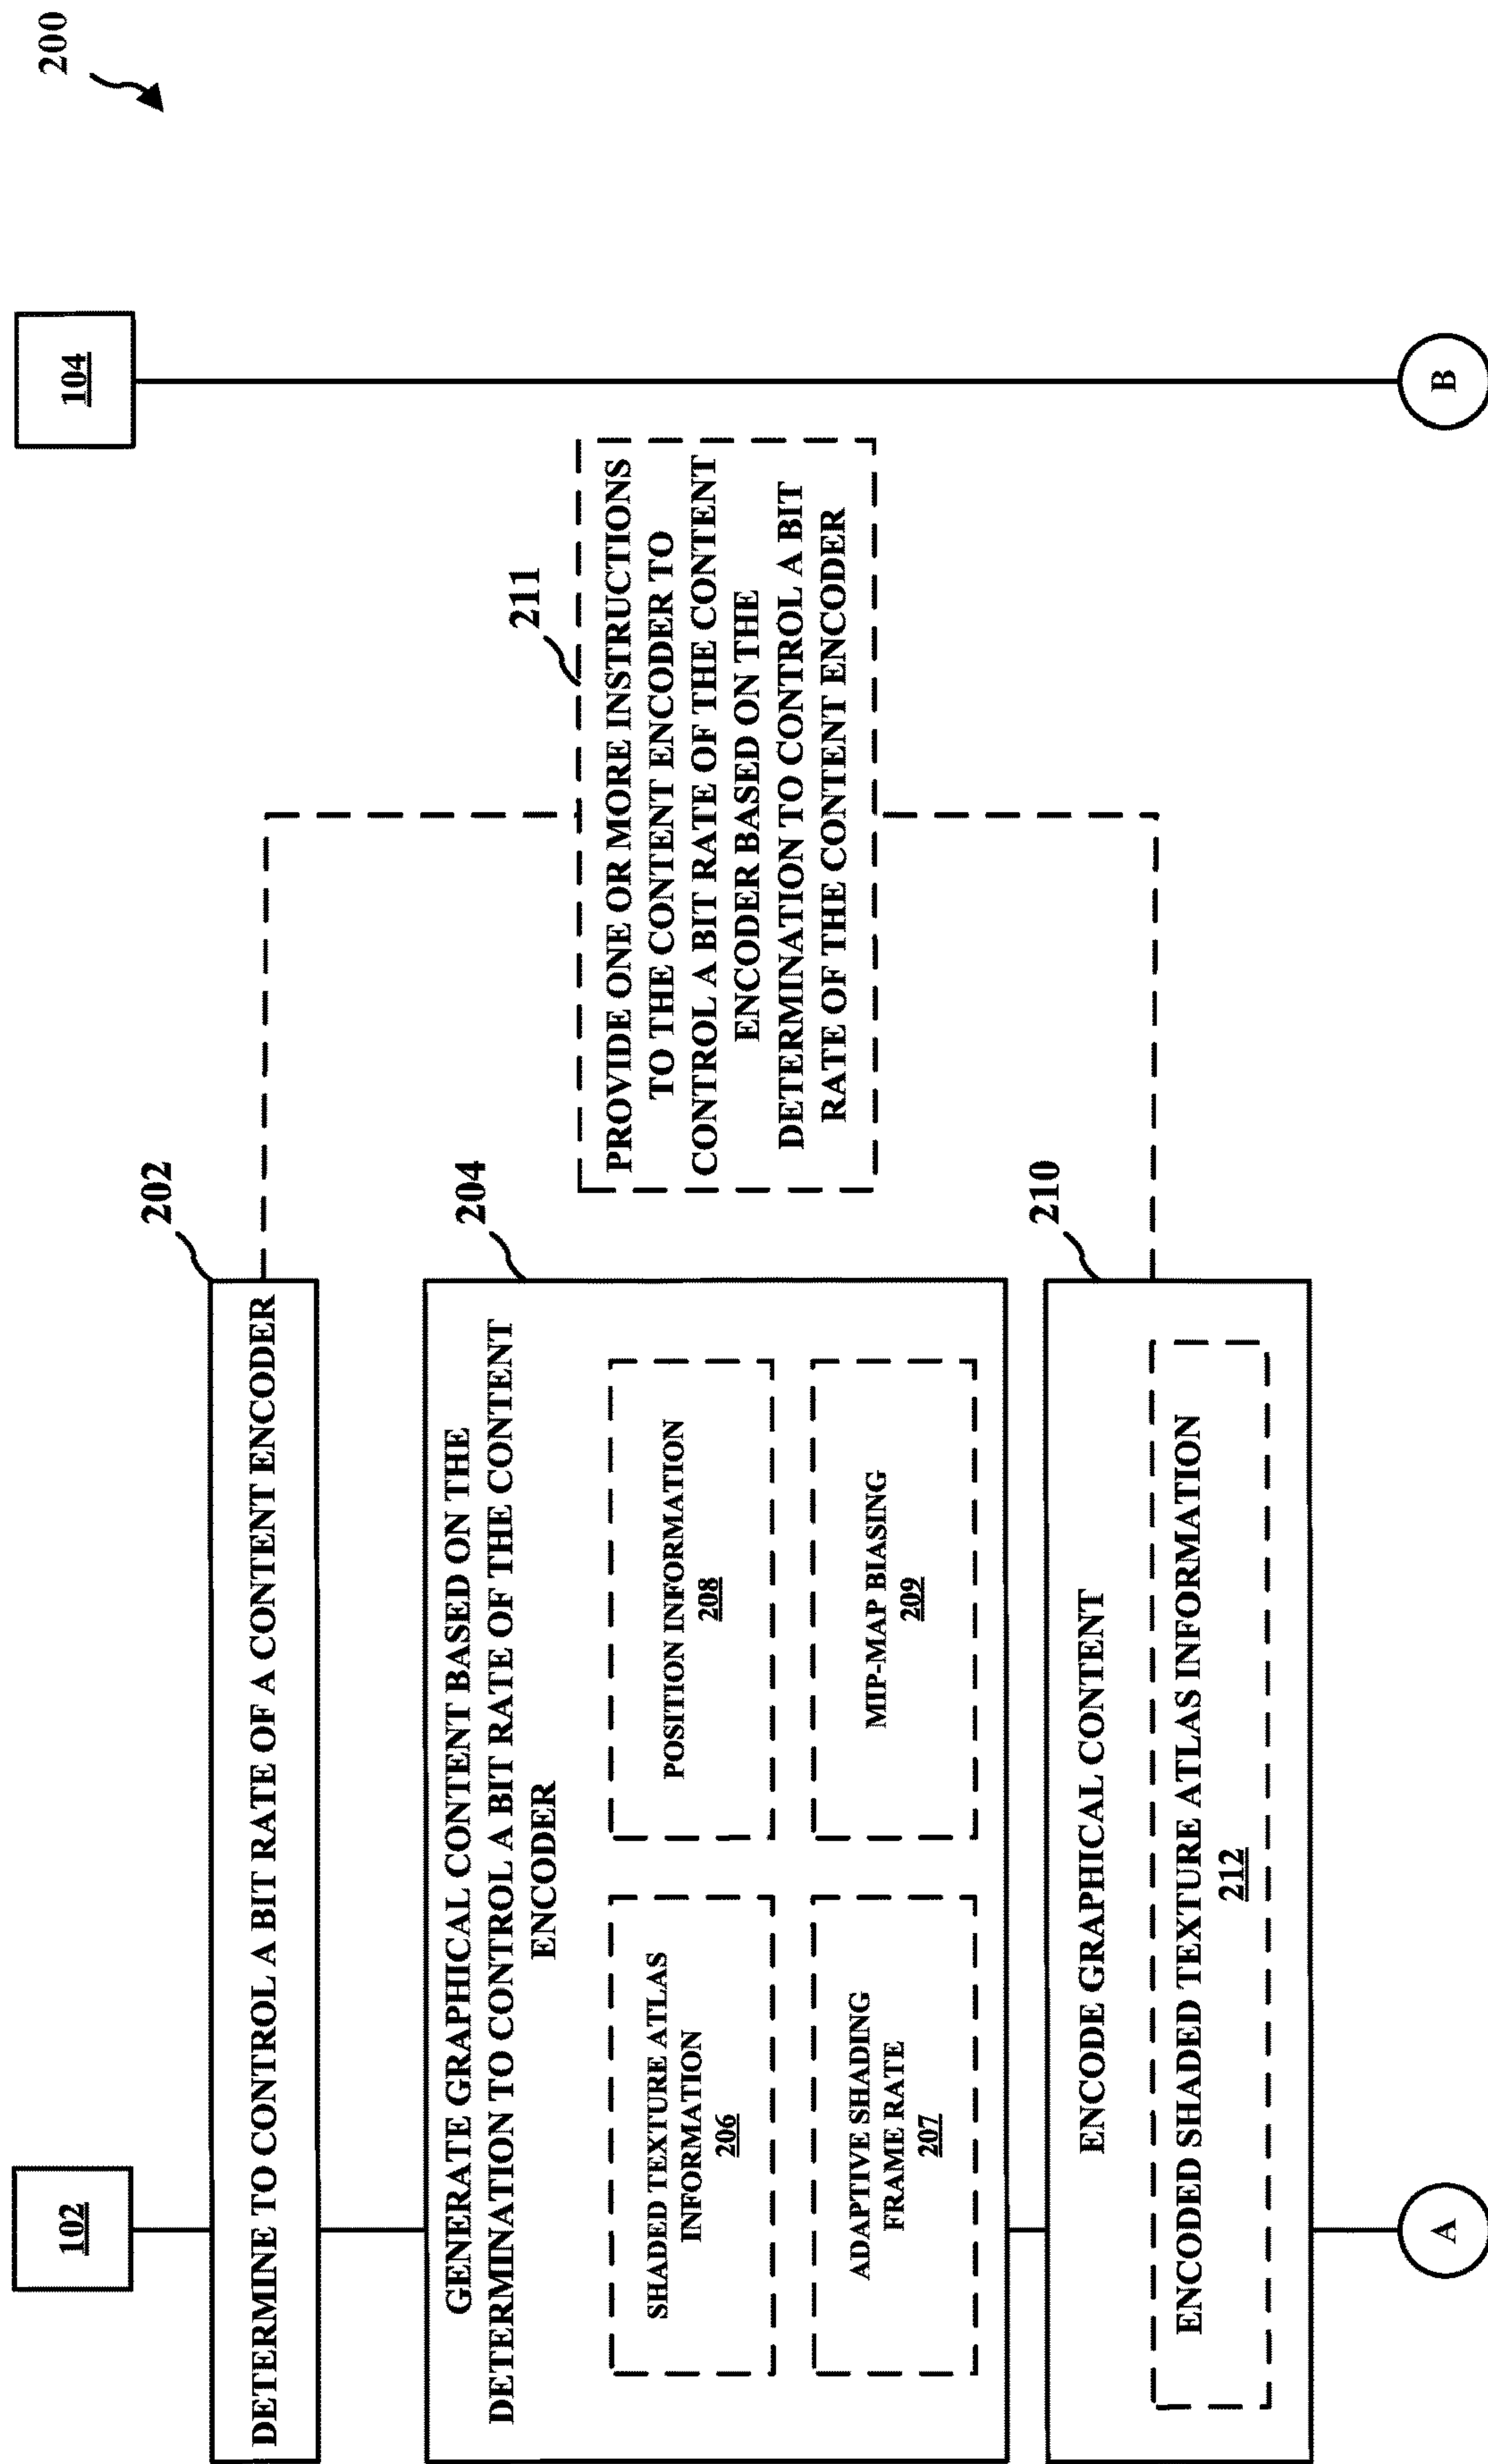 200
102
104
202
DETERMINE TO CONTROL A BIT RATE OF A CONTENT ENCODER
204
GENERATE GRAPHICAL CONTENT BASED ON THE
DETERMINATION TO CONTROL A BIT RATE OF THE CONTENT
ENCODER
SHADED TEXTURE ATLAS
INFORMATION
206
POSITION INFORMATION
208
ADAPTIVE SHADING
FRAME RATE
207
MIP-MAP BIASING
209
211
PROVIDE ONE OR MORE INSTRUCTIONS
TO THE CONTENT ENCODER TO
CONTROL A BIT RATE OF THE CONTENT
ENCODER BASED ON THE
DETERMINATION TO CONTROL A BIT
RATE OF THE CONTENT ENCODER
210
ENCODE GRAPHICAL CONTENT
ENCODED SHADED TEXTURE ATLAS INFORMATION
212
A
B